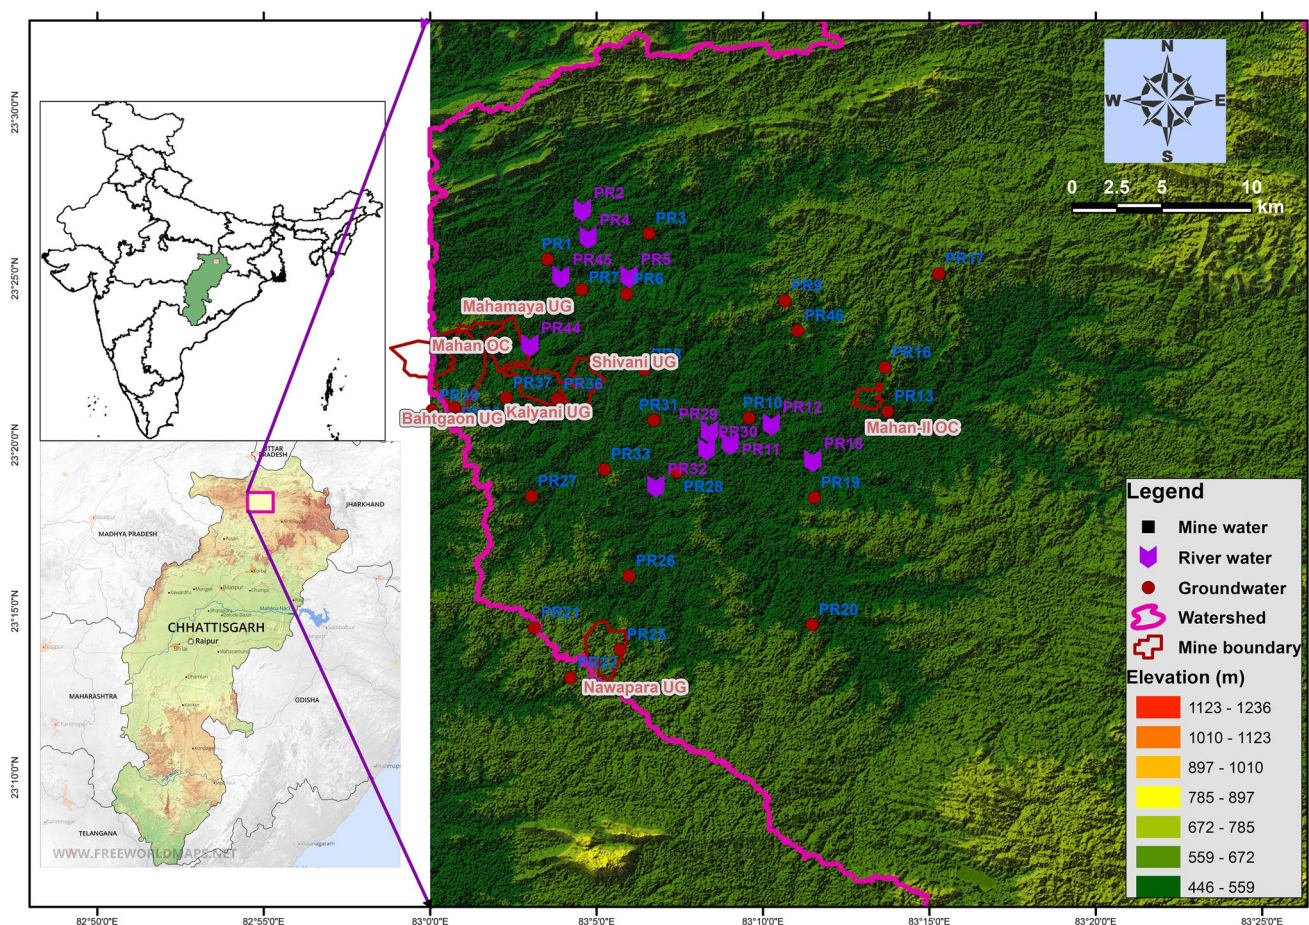 N
W
E
S
0 2.5 5 10
km
PR2
PR4
PR3
PR1
PR45
PR5
PR7
PR6
PR17
PR9
PR46
Mahamaya UG
PR44
Mahan OC
Shivani UG
PR16
PR37
PR36
PR39
PR13
Bahtgaon UG
Kalyani UG
Mahan-II OC
PR31
PR29
PR10
PR12
PR30
PR11
PR18
PR33
PR32
PR28
PR27
PR19
PR26
PR21
PR20
PR25
PR22
Nawapara UG
Legend
Mine water
River water
Groundwater
Watershed
Mine boundary
Elevation (m)
1123 - 1236
1010 - 1123
897 - 1010
785 - 897
672 - 785
559 - 672
446 - 559
UTTAR
PRADESH
JHARKHAND
MADHYA PRADESH
CHHATTISGARH
Raipur
MAHARASHTRA
ODISHA
TELANGANA
WWW.FREEWORLDMAPS.NET
23°30'0"N
23°25'0"N
23°20'0"N
23°15'0"N
23°10'0"N
82°50'0"E
82°55'0"E
83°0'0"E
83°5'0"E
83°10'0"E
83°15'0"E
83°20'0"E
83°25'0"E